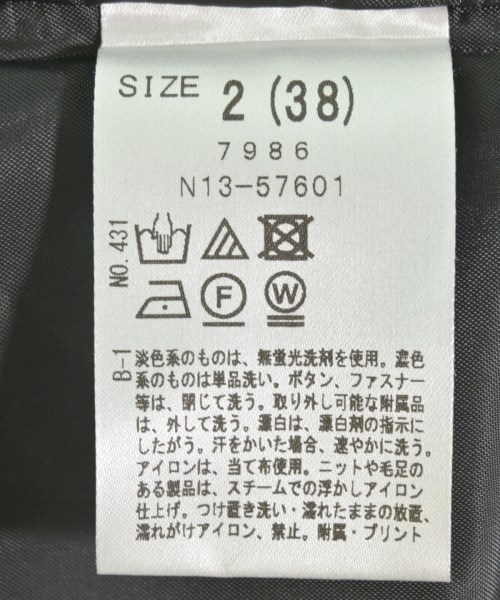 SIZE 2 (38)
7986
N13-57601
NO.431
F
W
B-1
淡色系のものは、無蛍光洗剤を使用。濃色
系のものは単品洗い。ボタン、ファスナー
等は、閉じて洗う。取り外し可能な附属品
は、外して洗う。漂白は、漂白剤の指示に
したがう。汗をかいた場合、速やかに洗う。
アイロンは、当て布使用。ニットや毛足の
ある製品は、スチームでの浮かしアイロン
仕上げ。つけ置き洗い・濡れたままの放置、
濡れがけアイロン、禁止。附属・プリント